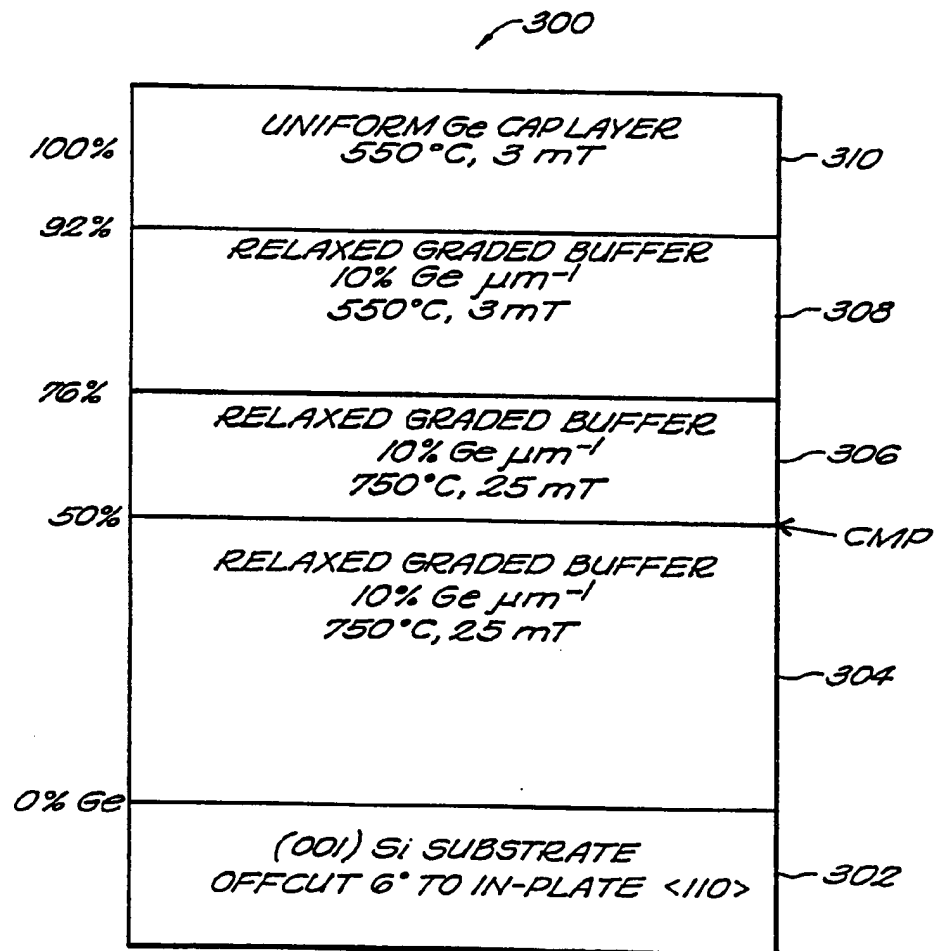 300
UNIFORM Ge CAP LAYER
100%
550°C, 3 mT
310
92%
RELAXED GRADED BUFFER
10% Ge µm⁻¹
550°C, 3 mT
308
76%
RELAXED GRADED BUFFER
10% Ge µm⁻¹
306
750°C, 25 mT
50%
CMP
RELAXED GRADED BUFFER
10% Ge µm⁻¹
750°C, 25 mT
304
0% Ge
(001) Si SUBSTRATE
OFFCUT 6° TO IN-PLATE <110>
302